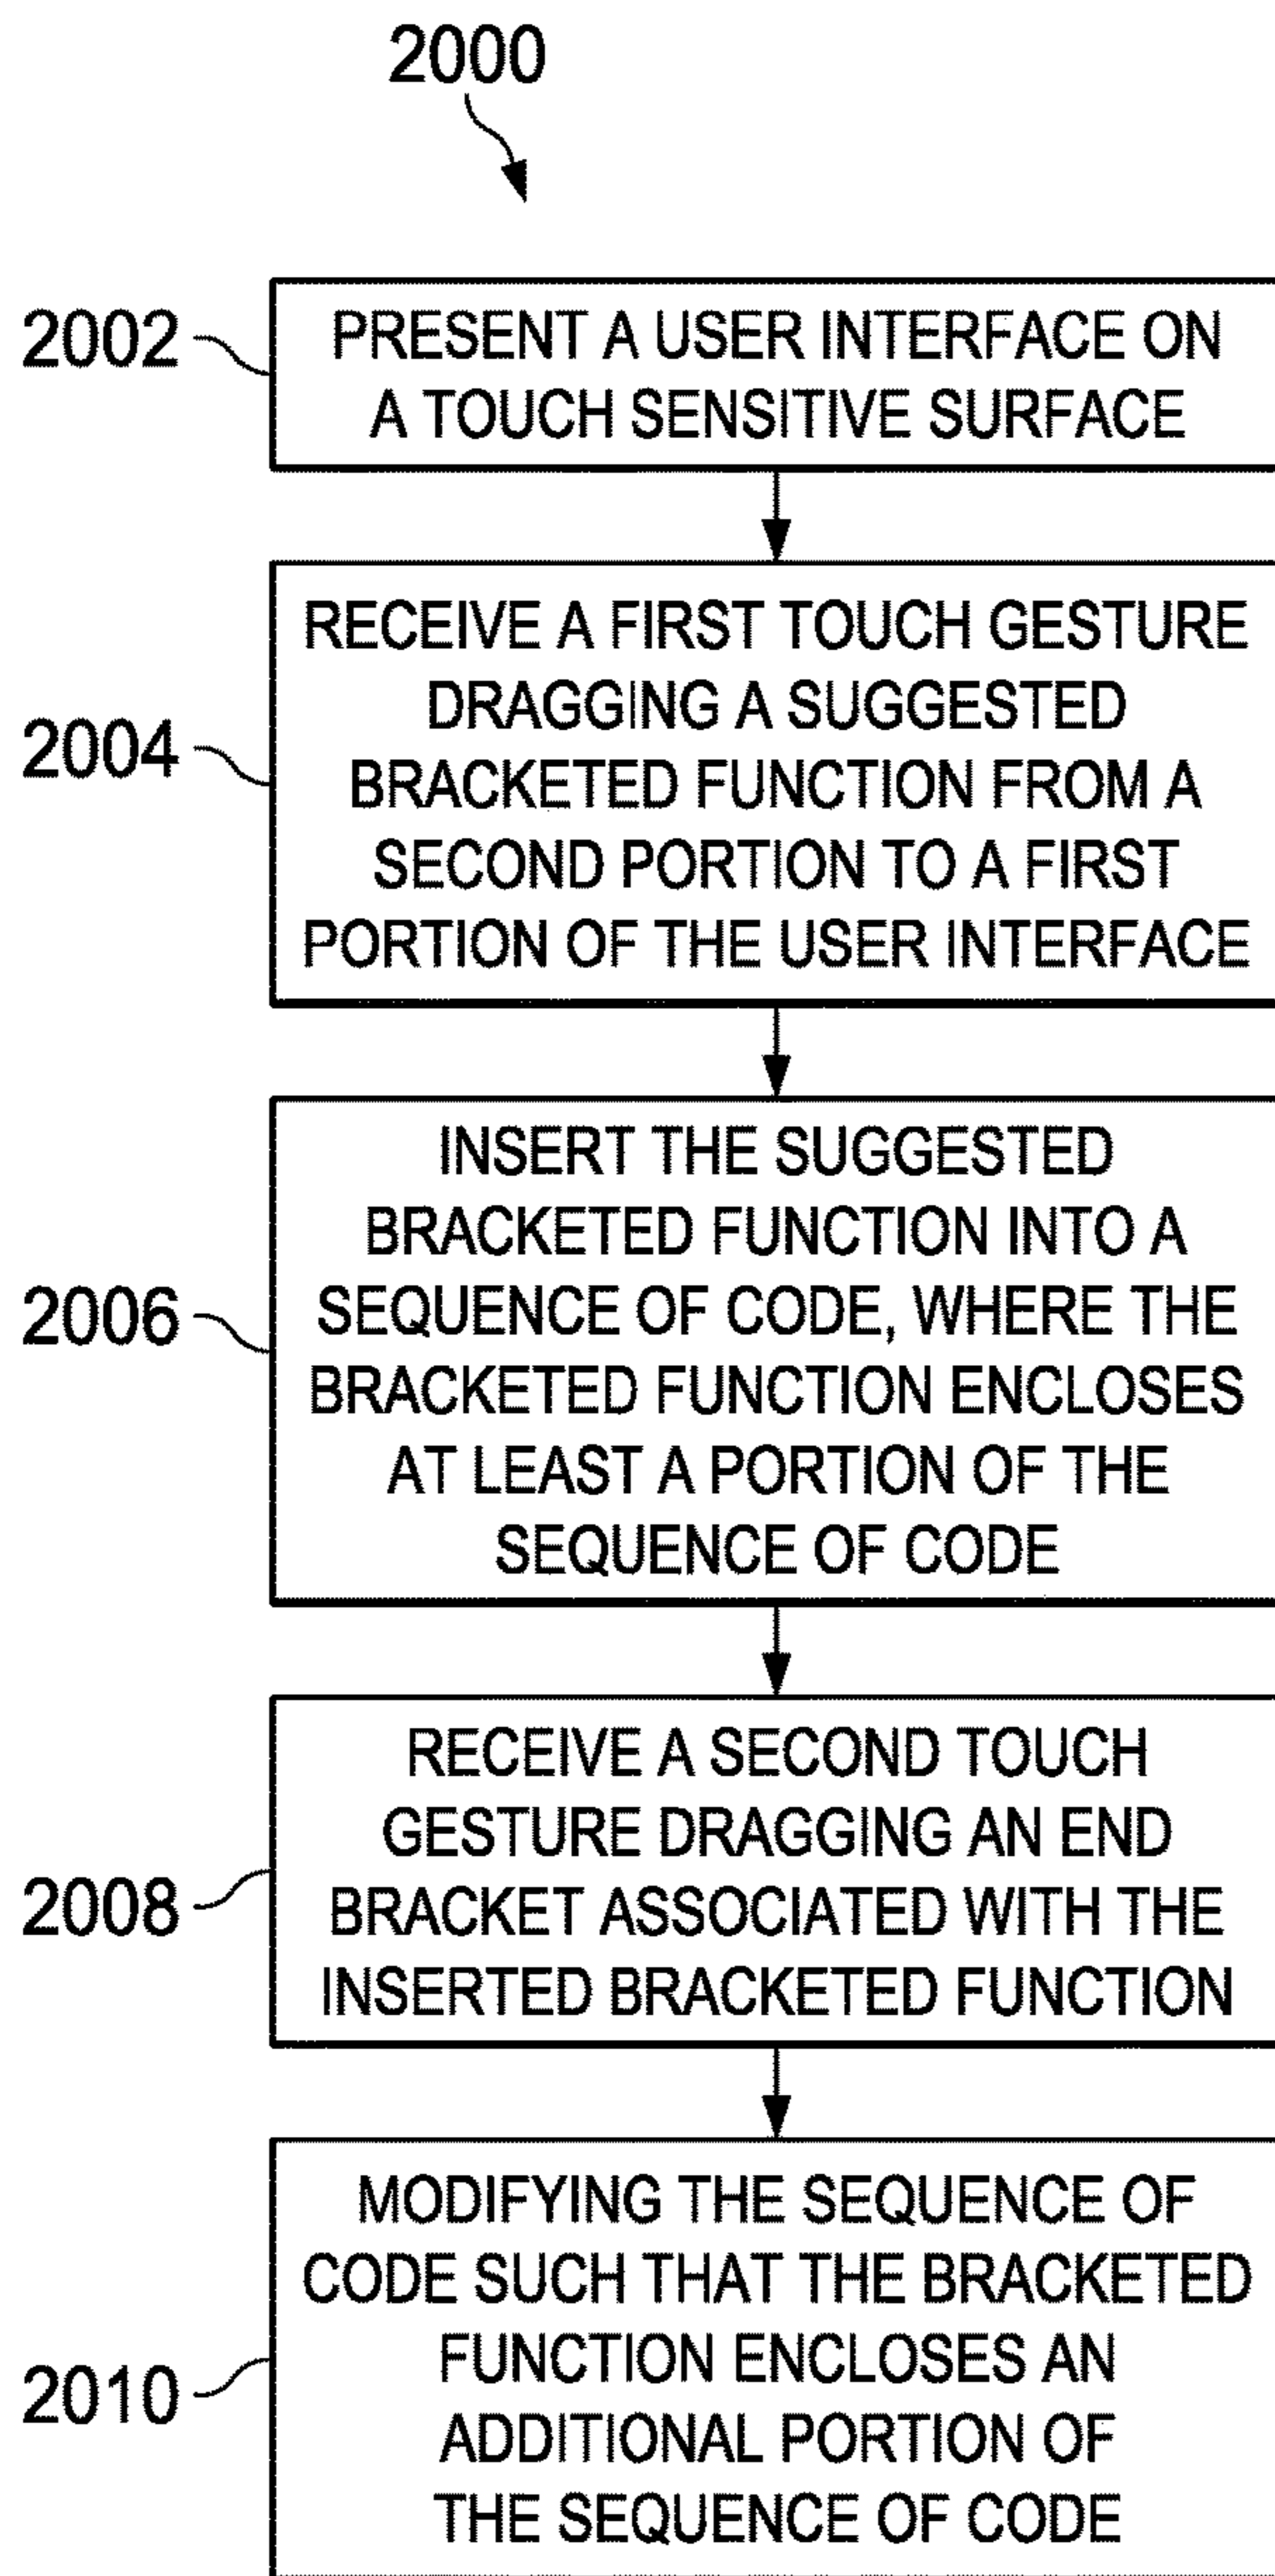 2000
2002
PRESENT A USER INTERFACE ON
A TOUCH SENSITIVE SURFACE
2004
RECEIVE A FIRST TOUCH GESTURE
DRAGGING A SUGGESTED
BRACKETED FUNCTION FROM A
SECOND PORTION TO A FIRST
PORTION OF THE USER INTERFACE
2006
INSERT THE SUGGESTED
BRACKETED FUNCTION INTO A
SEQUENCE OF CODE, WHERE THE
BRACKETED FUNCTION ENCLOSES
AT LEAST A PORTION OF THE
SEQUENCE OF CODE
2008
RECEIVE A SECOND TOUCH
GESTURE DRAGGING AN END
BRACKET ASSOCIATED WITH THE
INSERTED BRACKETED FUNCTION
2010
MODIFYING THE SEQUENCE OF
CODE SUCH THAT THE BRACKETED
FUNCTION ENCLOSES AN
ADDITIONAL PORTION OF
THE SEQUENCE OF CODE